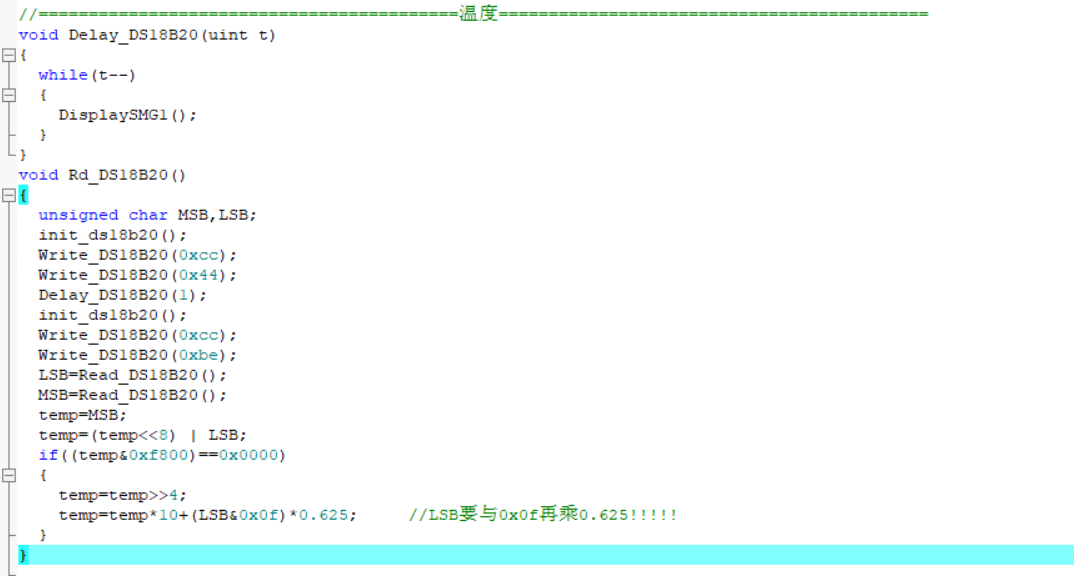 //==========================================温度===========================================
void Delay_DS18B20(uint t)
{
  while(t--)
  {
    DisplaySMG1();
  }
}
void Rd_DS18B20()
{
  unsigned char MSB,LSB;
  init_ds18b20();
  Write_DS18B20(0xcc);
  Write_DS18B20(0x44);
  Delay_DS18B20(1);
  init_ds18b20();
  Write_DS18B20(0xcc);
  Write_DS18B20(0xbe);
  LSB=Read_DS18B20();
  MSB=Read_DS18B20();
  temp=MSB;
  temp=(temp<<8) | LSB;
  if((temp&0xf800)==0x0000)
  {
    temp=temp>>4;
    temp=temp*10+(LSB&0x0f)*0.625;     //LSB要与0x0f再乘0.625!!!!!
  }
}